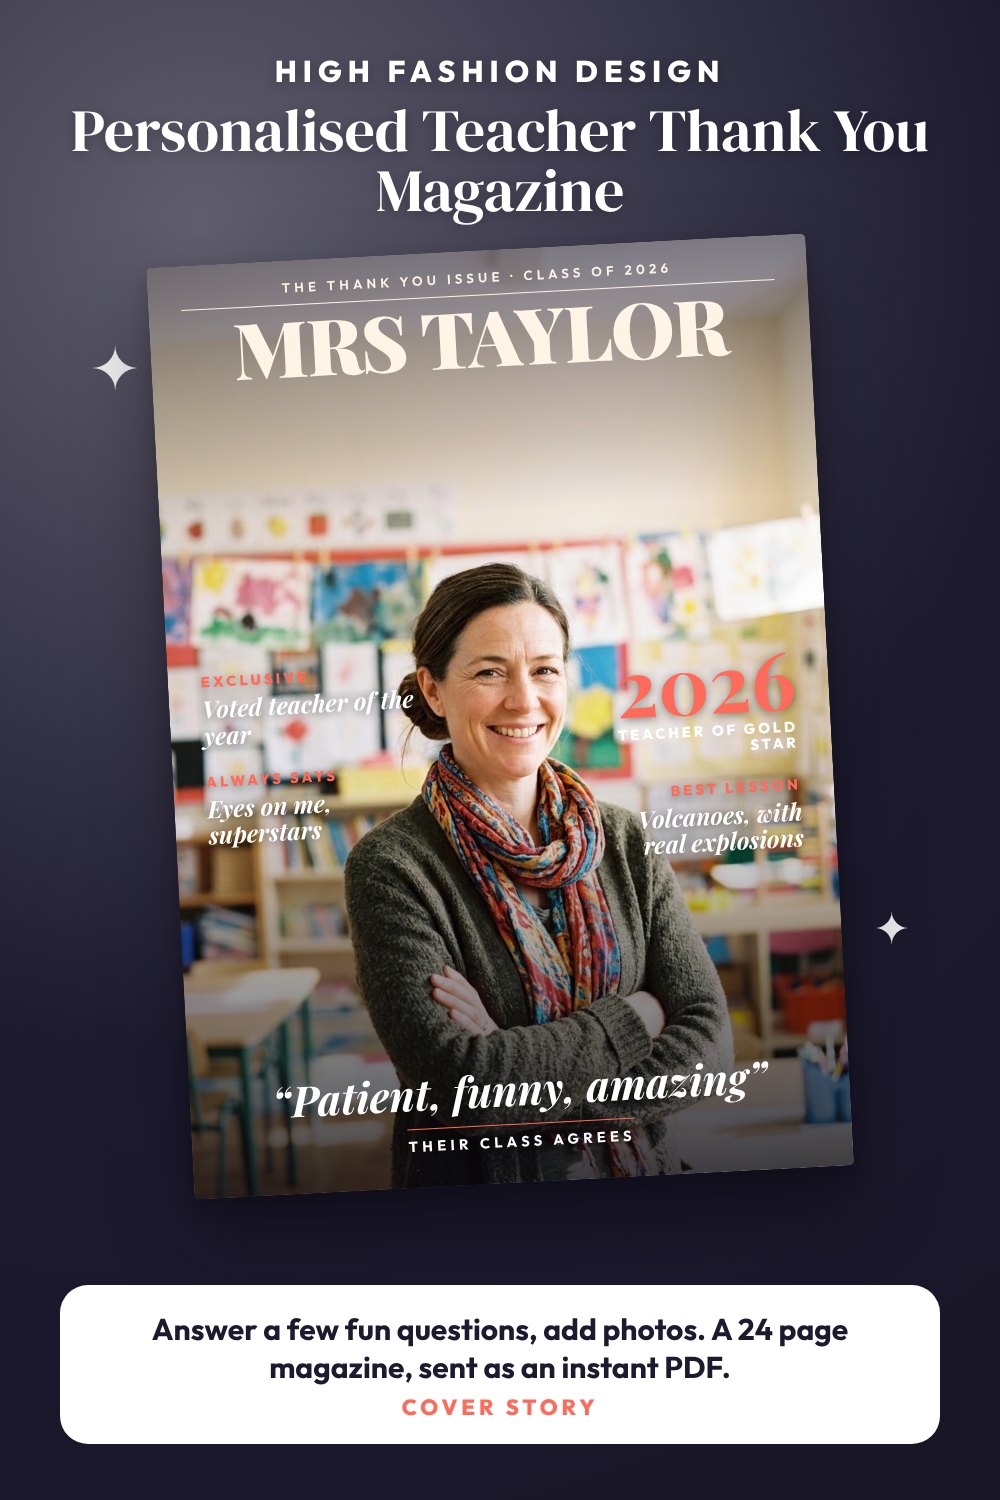 HIGH FASHION DESIGN
Personalised Teacher Thank You
Magazine
THE THANK YOU ISSUE · CLASS OF 2026
MRS TAYLOR
EXCLUSIVE
Voted teacher of the
year
ALWAYS SAYS
Eyes on me,
superstars
2026
TEACHER OF GOLD
STAR
BEST LESSON
Volcanoes, with
real explosions
“Patient, funny, amazing”
THEIR CLASS AGREES
Answer a few fun questions, add photos. A 24 page
magazine, sent as an instant PDF.
COVER STORY